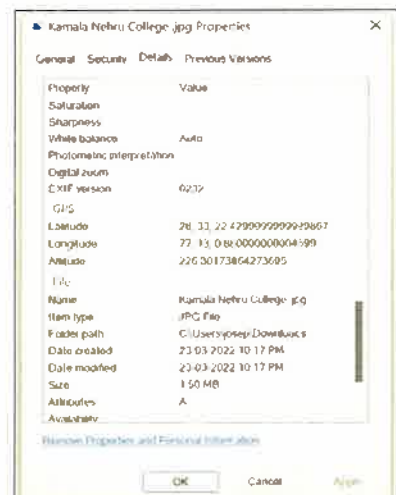 Kamala Nehru College .jpg Properties
General Security Details Previous Versions
Property Value
Saturation
Sharpness
White balance Auto
Photometric interpretation
Digital zoom
EXIF version 0232
GPS
Latitude
Longitude
Altitude
File
Name Kamala Nehru College .jpg
Item type JPG File
Folder path C:\Users\josep\Downloads
Date created 23-03-2022 10:17 PM
Date modified 23-03-2022 10:17 PM
Size 1.50 MB
Attributes A
Availability
Remove Properties and Personal Information
OK Cancel Apply